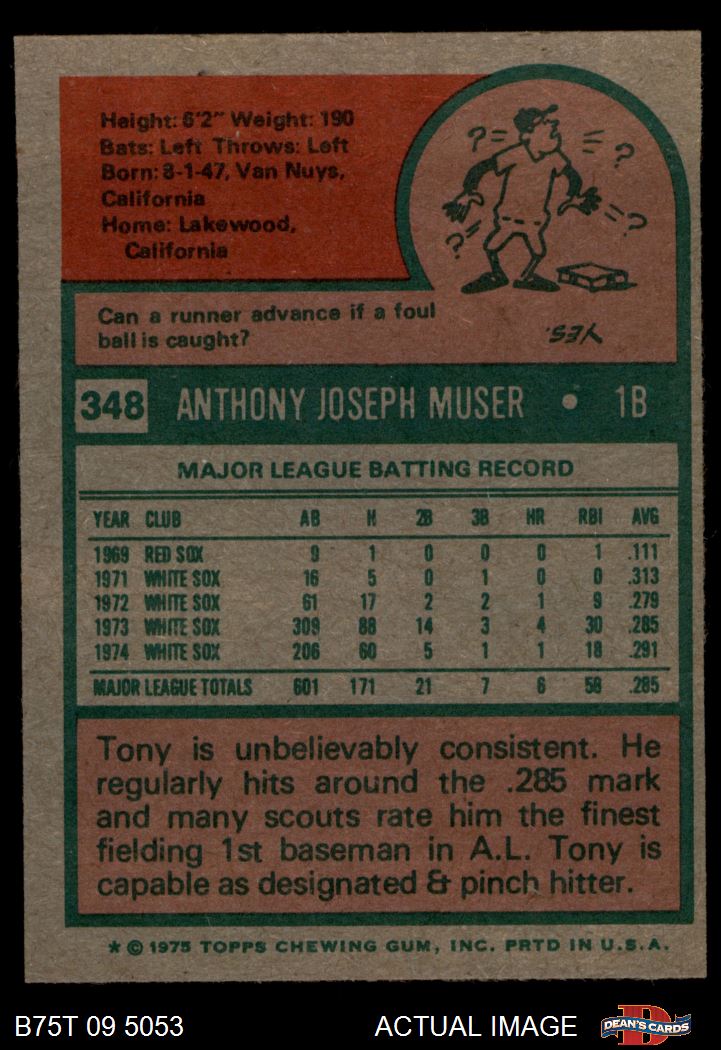 Height: 6'2" Weight: 190
Bats: Left Throws: Left
Born: 8-1-47, Van Nuys,
California
Home: Lakewood,
California
? ? ? ?
Can a runner advance if a foul
ball is caught?
YES.
348 ANTHONY JOSEPH MUSER • 1B
MAJOR LEAGUE BATTING RECORD
YEAR CLUB AB H 2B 3B HR RBI AVG
1969 RED SOX 9 1 0 0 0 1 .111
1971 WHITE SOX 16 5 0 1 0 0 .313
1972 WHITE SOX 61 17 2 2 1 9 .279
1973 WHITE SOX 309 88 14 3 4 30 .285
1974 WHITE SOX 206 60 5 1 1 18 .291
MAJOR LEAGUE TOTALS 601 171 21 7 6 58 .285
Tony is unbelievably consistent. He
regularly hits around the .285 mark
and many scouts rate him the finest
fielding 1st baseman in A.L. Tony is
capable as designated & pinch hitter.
* © 1975 TOPPS CHEWING GUM, INC. PRTD IN U.S.A.
B75T 09 5053 ACTUAL IMAGE D DEAN'S CARDS